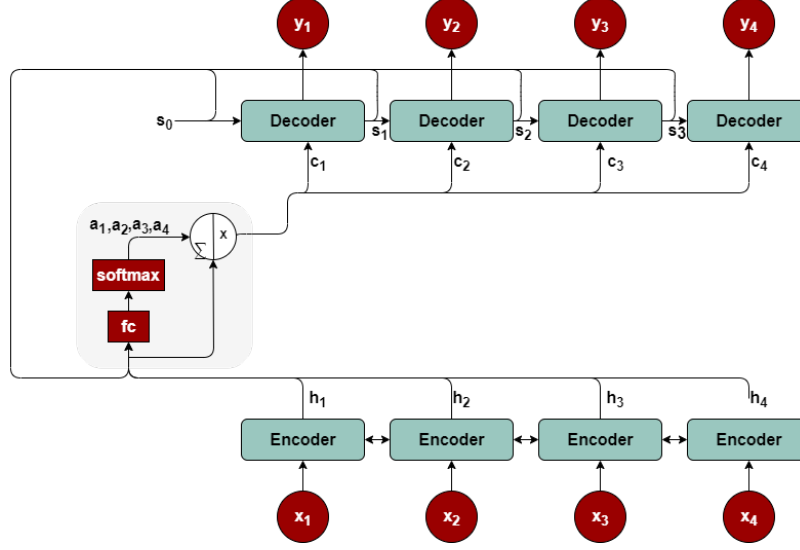 y₁ y₂ y₃ y₄
s₀ Decoder s₁ Decoder s₂ Decoder s₃ Decoder
c₁ c₂ c₃ c₄
a₁,a₂,a₃,a₄
∑ x
softmax
fc
h₁ h₂ h₃ h₄
Encoder Encoder Encoder Encoder
x₁ x₂ x₃ x₄